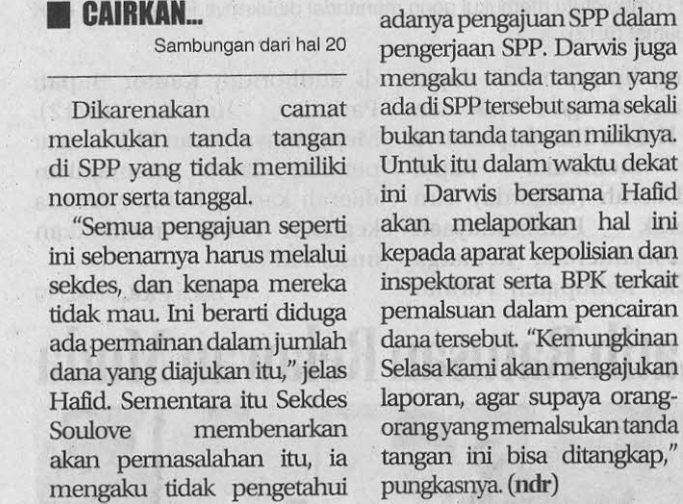 CAIRKAN...
Sambungan dari hal 20
Dikarenakan camat
melakukan tanda tangan
di SPP yang tidak memiliki
nomor serta tanggal.
“Semua pengajuan seperti
ini sebenarnya harus melalui
sekdes, dan kenapa mereka
tidak mau. Ini berarti diduga
ada permainan dalam jumlah
dana yang diajukan itu,” jelas
Hafid. Sementara itu Sekdes
Soulove membenarkan
akan permasalahan itu, ia
mengaku tidak pengetahui
adanya pengajuan SPP dalam
pengerjaan SPP. Darwis juga
mengaku tanda tangan yang
ada di SPP tersebut sama sekali
bukan tanda tangan miliknya.
Untuk itu dalam waktu dekat
ini Darwis bersama Hafid
akan melaporkan hal ini
kepada aparat kepolisian dan
inspektorat serta BPK terkait
pemalsuan dalam pencairan
dana tersebut. “Kemungkinan
Selasa kami akan mengajukan
laporan, agar supaya orang-
orang yang memalsukan tanda
tangan ini bisa ditangkap,”
pungkasnya. (ndr)